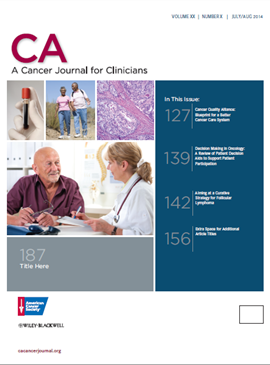 VOLUME XX | NUMBER X | JULY/AUG 2014
CA
A Cancer Journal for Clinicians
In This Issue:
127
Cancer Quality Alliance:
Blueprint for a Better
Cancer Care System
139
Decision Making in Oncology:
A Review of Patient Decision
Aids to Support Patient
Participation
142
Aiming at a Curative
Strategy for Follicular
Lymphoma
156
Extra Space for Additional
Article Titles
187
Title Here
American
Cancer
Society
WILEY-BLACKWELL
cacancerjournal.org